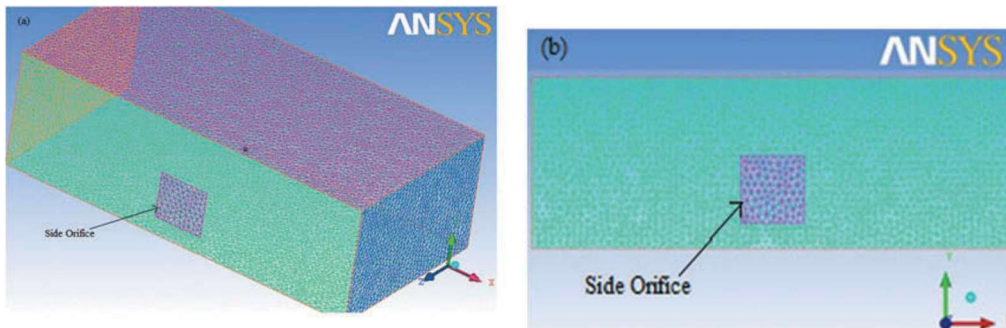 (a)
ANSYS
Side Orifice
Y
X
Z
(b)
ANSYS
Side Orifice
Y